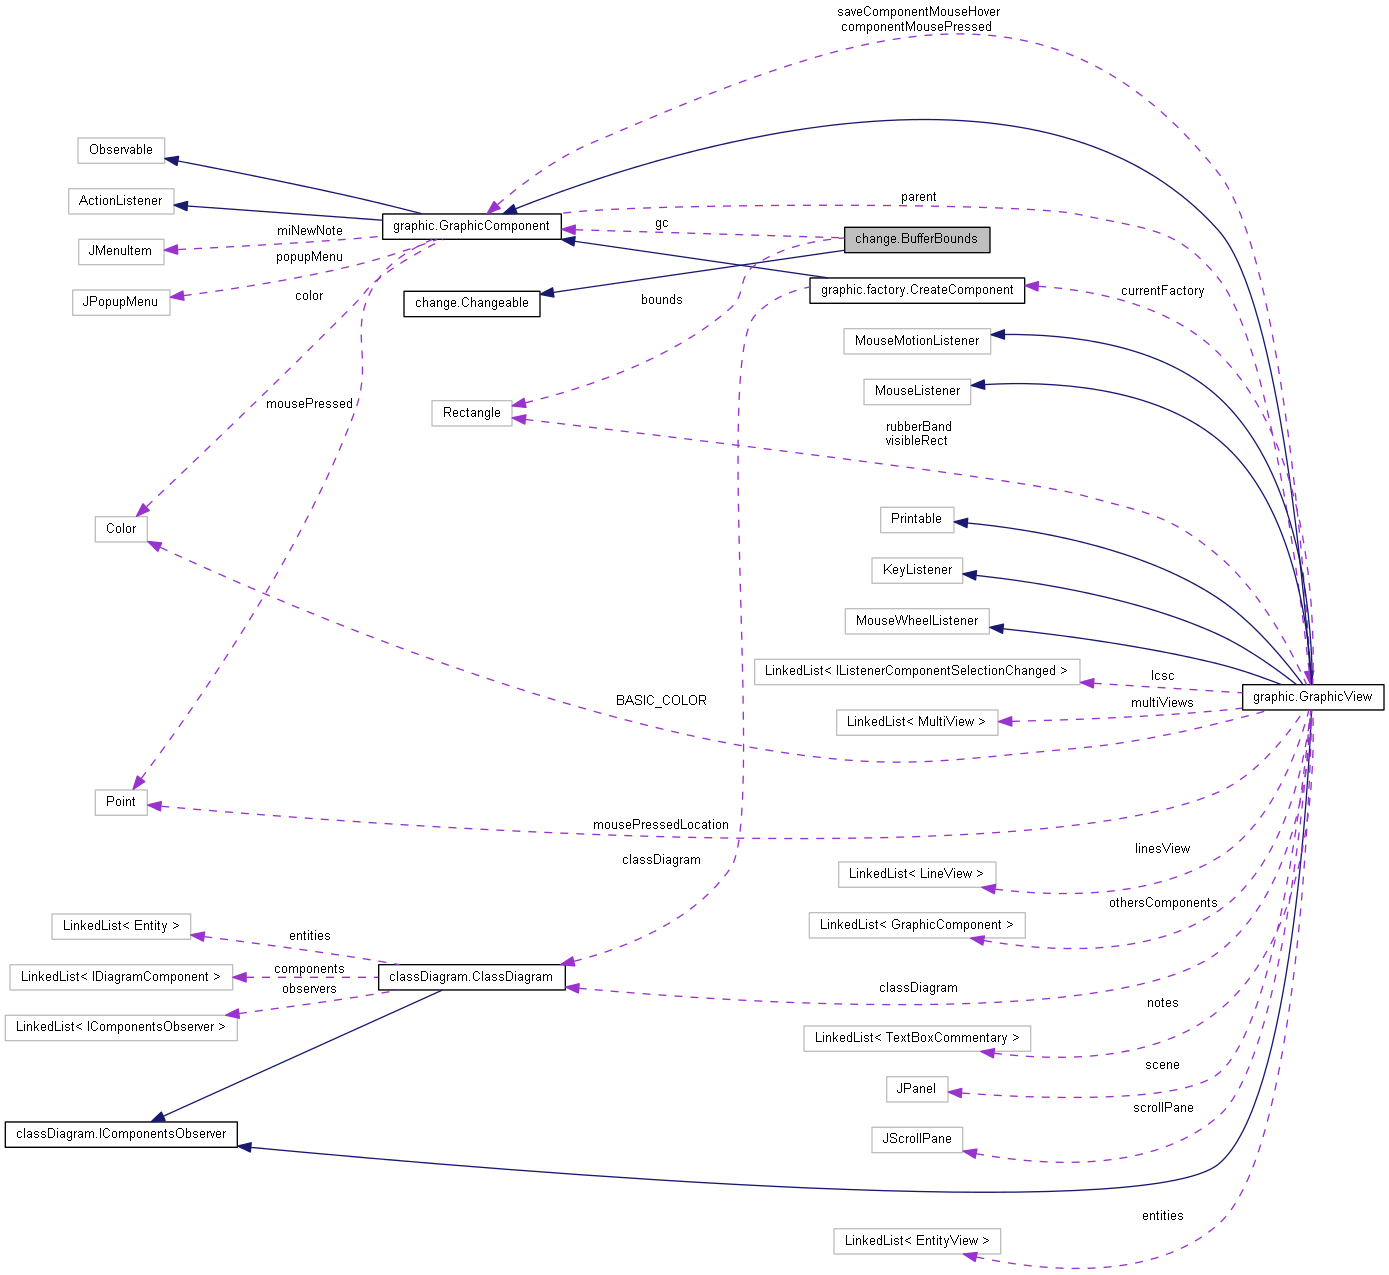 saveComponentMouseHover
componentMousePressed
Observable
ActionListener
parent
graphic.GraphicComponent
gc
miNewNote
change.BufferBounds
JMenuItem
popupMenu
graphic.factory.CreateComponent
currentFactory
color
bounds
JPopupMenu
change.Changeable
MouseMotionListener
MouseListener
mousePressed
Rectangle
rubberBand
visibleRect
Printable
Color
KeyListener
MouseWheelListener
LinkedList< IListenerComponentSelectionChanged >
lcsc
graphic.GraphicView
BASIC_COLOR
multiViews
LinkedList< MultiView >
Point
mousePressedLocation
linesView
classDiagram
LinkedList< LineView >
othersComponents
LinkedList< Entity >
LinkedList< GraphicComponent >
entities
components
LinkedList< IDiagramComponent >
classDiagram.ClassDiagram
observers
classDiagram
notes
LinkedList< IComponentsObserver >
LinkedList< TextBoxCommentary >
scene
JPanel
scrollPane
classDiagram.IComponentsObserver
JScrollPane
entities
LinkedList< EntityView >